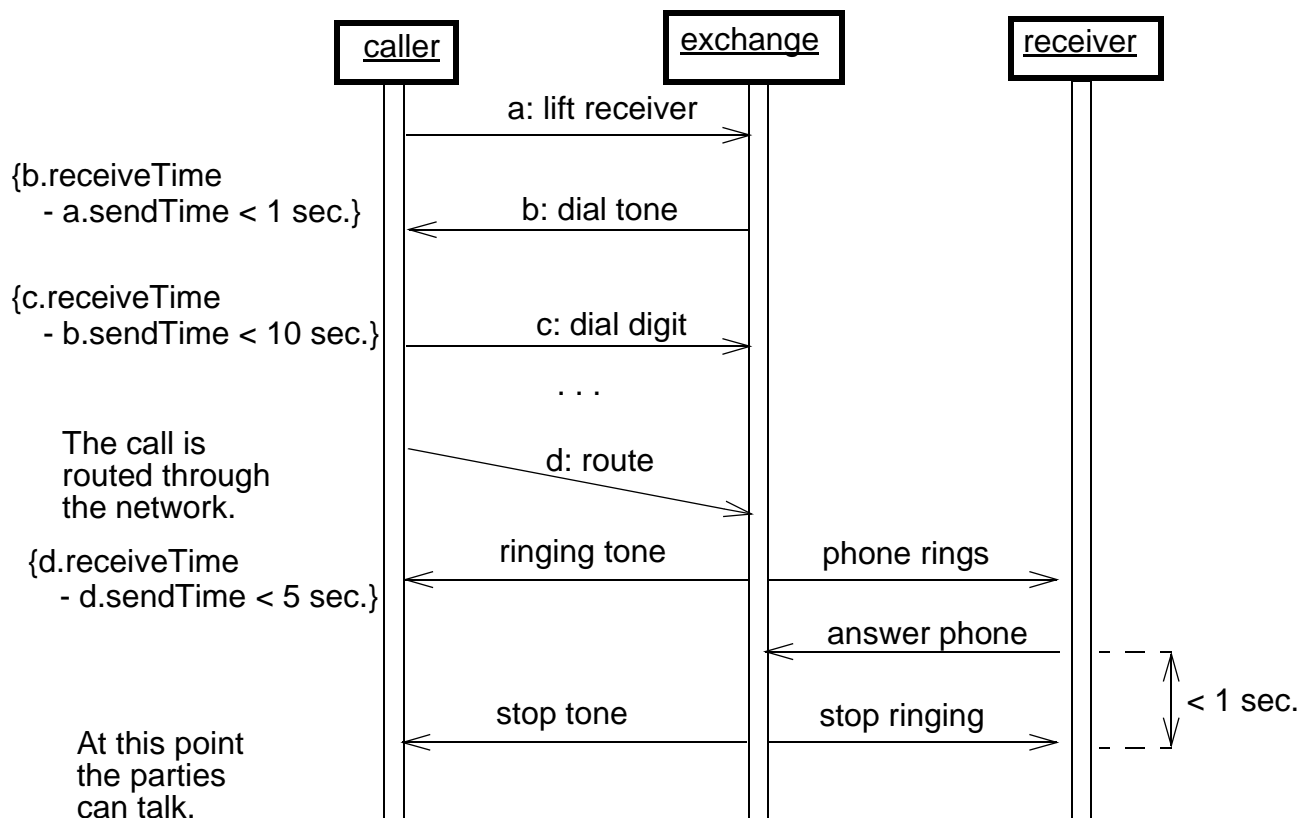 caller
exchange
receiver
a: lift receiver
{b.receiveTime
- a.sendTime < 1 sec.}
b: dial tone
{c.receiveTime
- b.sendTime < 10 sec.}
c: dial digit
. . .
The call is
routed through
the network.
d: route
{d.receiveTime
- d.sendTime < 5 sec.}
ringing tone
phone rings
answer phone
< 1 sec.
stop tone
stop ringing
At this point
the parties
can talk.